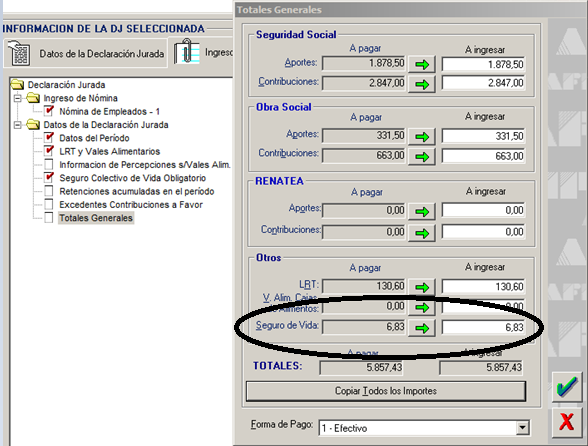 Totales Generales
INFORMACION DE LA DJ SELECCIONADA
Datos de la Declaración Jurada
Ingreso
Declaración Jurada
Ingreso de Nómina
Nómina de Empleados - 1
Datos de la Declaración Jurada
Datos del Período
LRT y Vales Alimentarios
Informacion de Percepciones s/Vales Alim.
Seguro Colectivo de Vida Obligatorio
Retenciones acumuladas en el período
Excedentes Contribuciones a Favor
Totales Generales
Seguridad Social
A pagar A ingresar
Aportes: 1.878,50 1.878,50
Contribuciones: 2.847,00 2.847,00
Obra Social
A pagar A ingresar
Aportes: 331,50 331,50
Contribuciones: 663,00 663,00
RENATEA
A pagar A ingresar
Aportes: 0,00 0,00
Contribuciones: 0,00 0,00
Otros
A pagar A ingresar
LRT: 130,60 130,60
V. Alim. Cajas
Alimentos: 0,00 0,00
Seguro de Vida: 6,83 6,83
A pagar A ingresar
TOTALES: 5.857,43 5.857,43
Copiar Todos los Importes
Forma de Pago: 1 - Efectivo